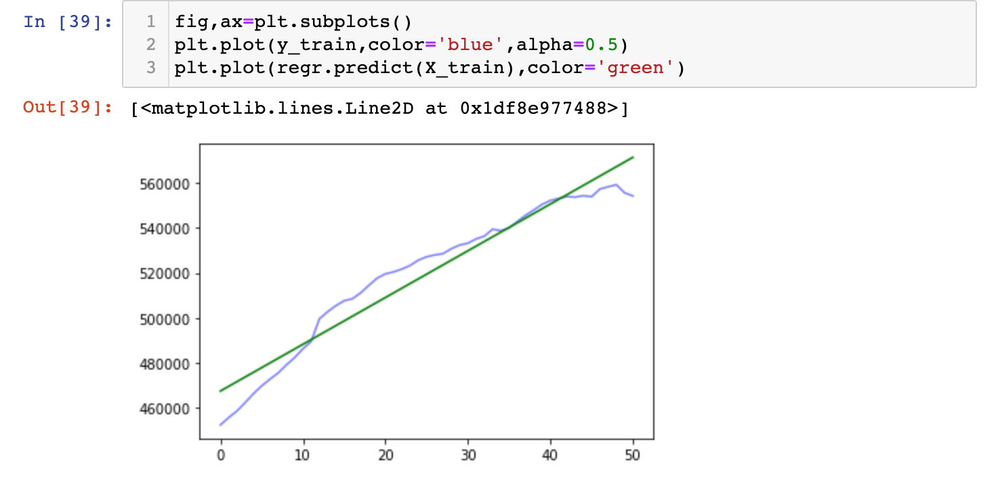 In [39]:
1 fig,ax=plt.subplots()
2 plt.plot(y_train,color='blue',alpha=0.5)
3 plt.plot(regr.predict(X_train),color='green')
Out[39]: [<matplotlib.lines.Line2D at 0x1df8e977488>]
560000
540000
520000
500000
480000
460000
0 10 20 30 40 50